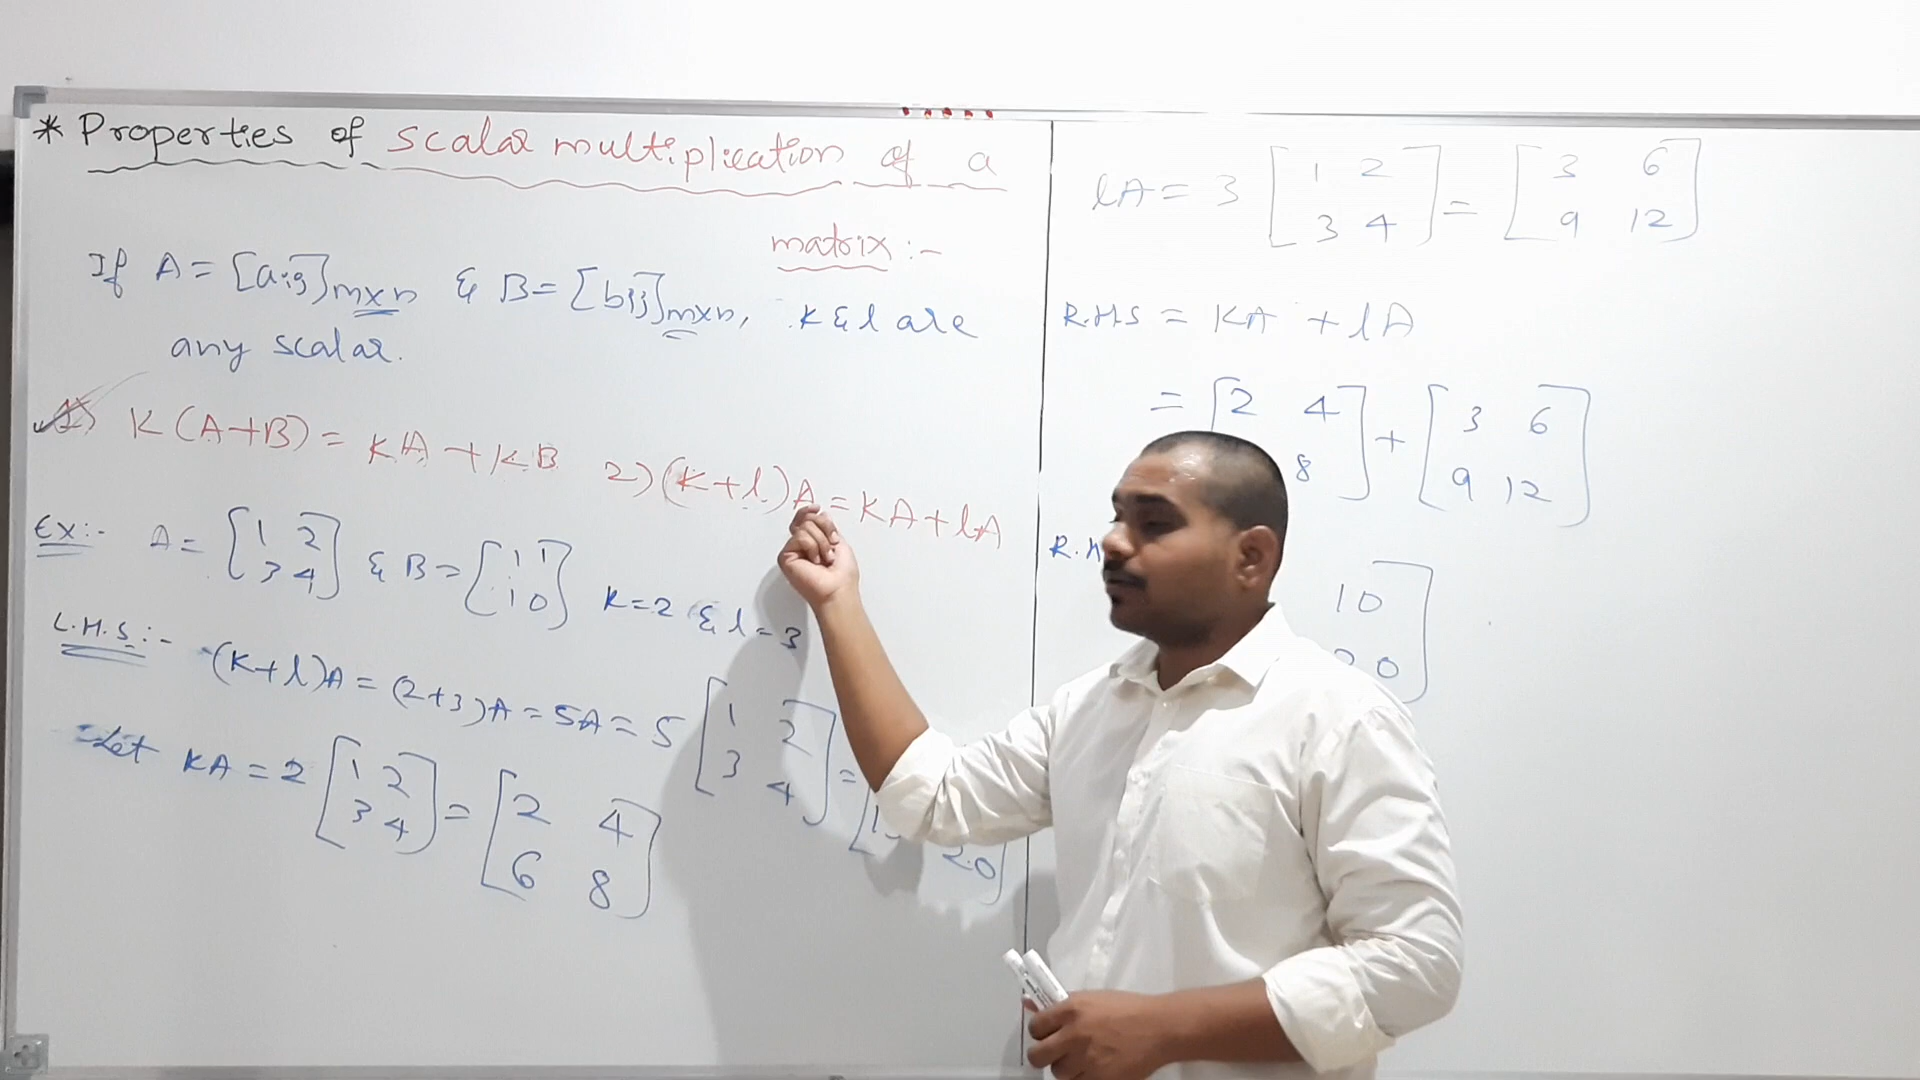 * Properties of scalar multiplication of a
matrix :-
If A = [aij]m×n & B = [bij]m×n, K & l are
any scalar.
1) K(A+B) = KA + KB 2) (K+l)A = KA + lA
Ex:- A = [1 2 & B = [1 1
3 4] 1 0] K=2 & l=3
L.H.S:- (K+l)A = (2+3)A = 5A = 5 [1 2
3 4] =
20]
Let KA = 2 [1 2 = [2 4
3 4] 6 8]
lA = 3 [1 2 = [3 6
3 4] 9 12]
R.H.S = KA + lA
= [2 4 + [3 6
8] 9 12]
10
20]